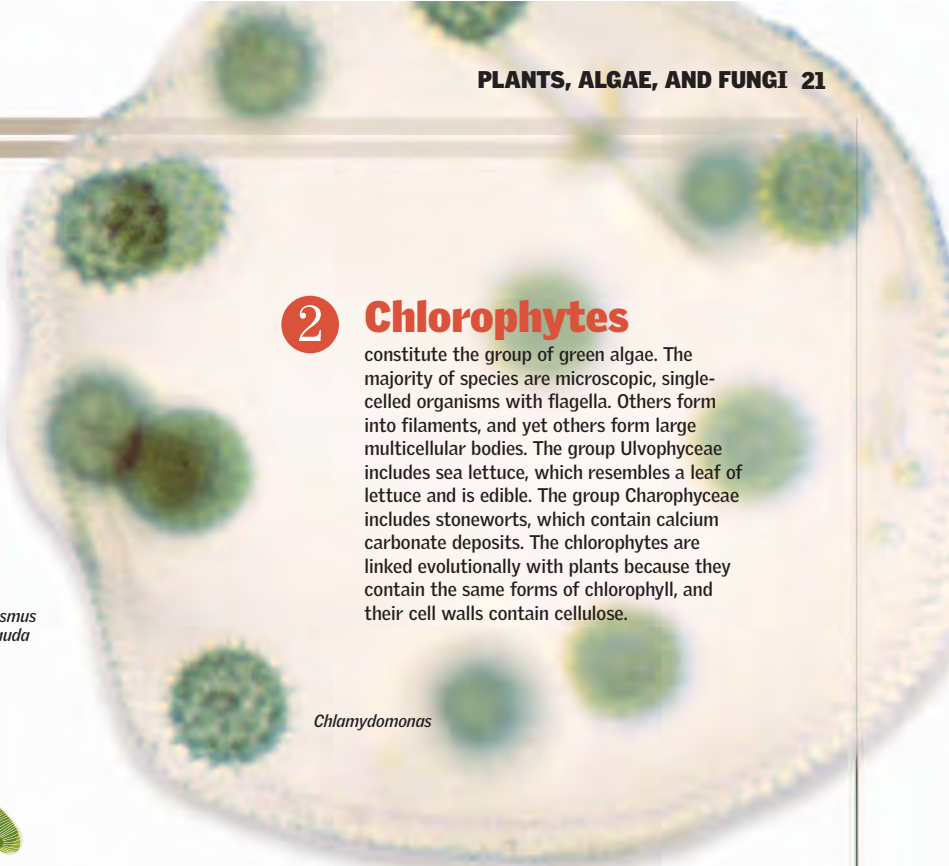 PLANTS, ALGAE, AND FUNGI 21
2 Chlorophytes
constitute the group of green algae. The
majority of species are microscopic, single-
celled organisms with flagella. Others form
into filaments, and yet others form large
multicellular bodies. The group Ulvophyceae
includes sea lettuce, which resembles a leaf of
lettuce and is edible. The group Charophyceae
includes stoneworts, which contain calcium
carbonate deposits. The chlorophytes are
linked evolutionally with plants because they
contain the same forms of chlorophyll, and
their cell walls contain cellulose.
Chlamydomonas